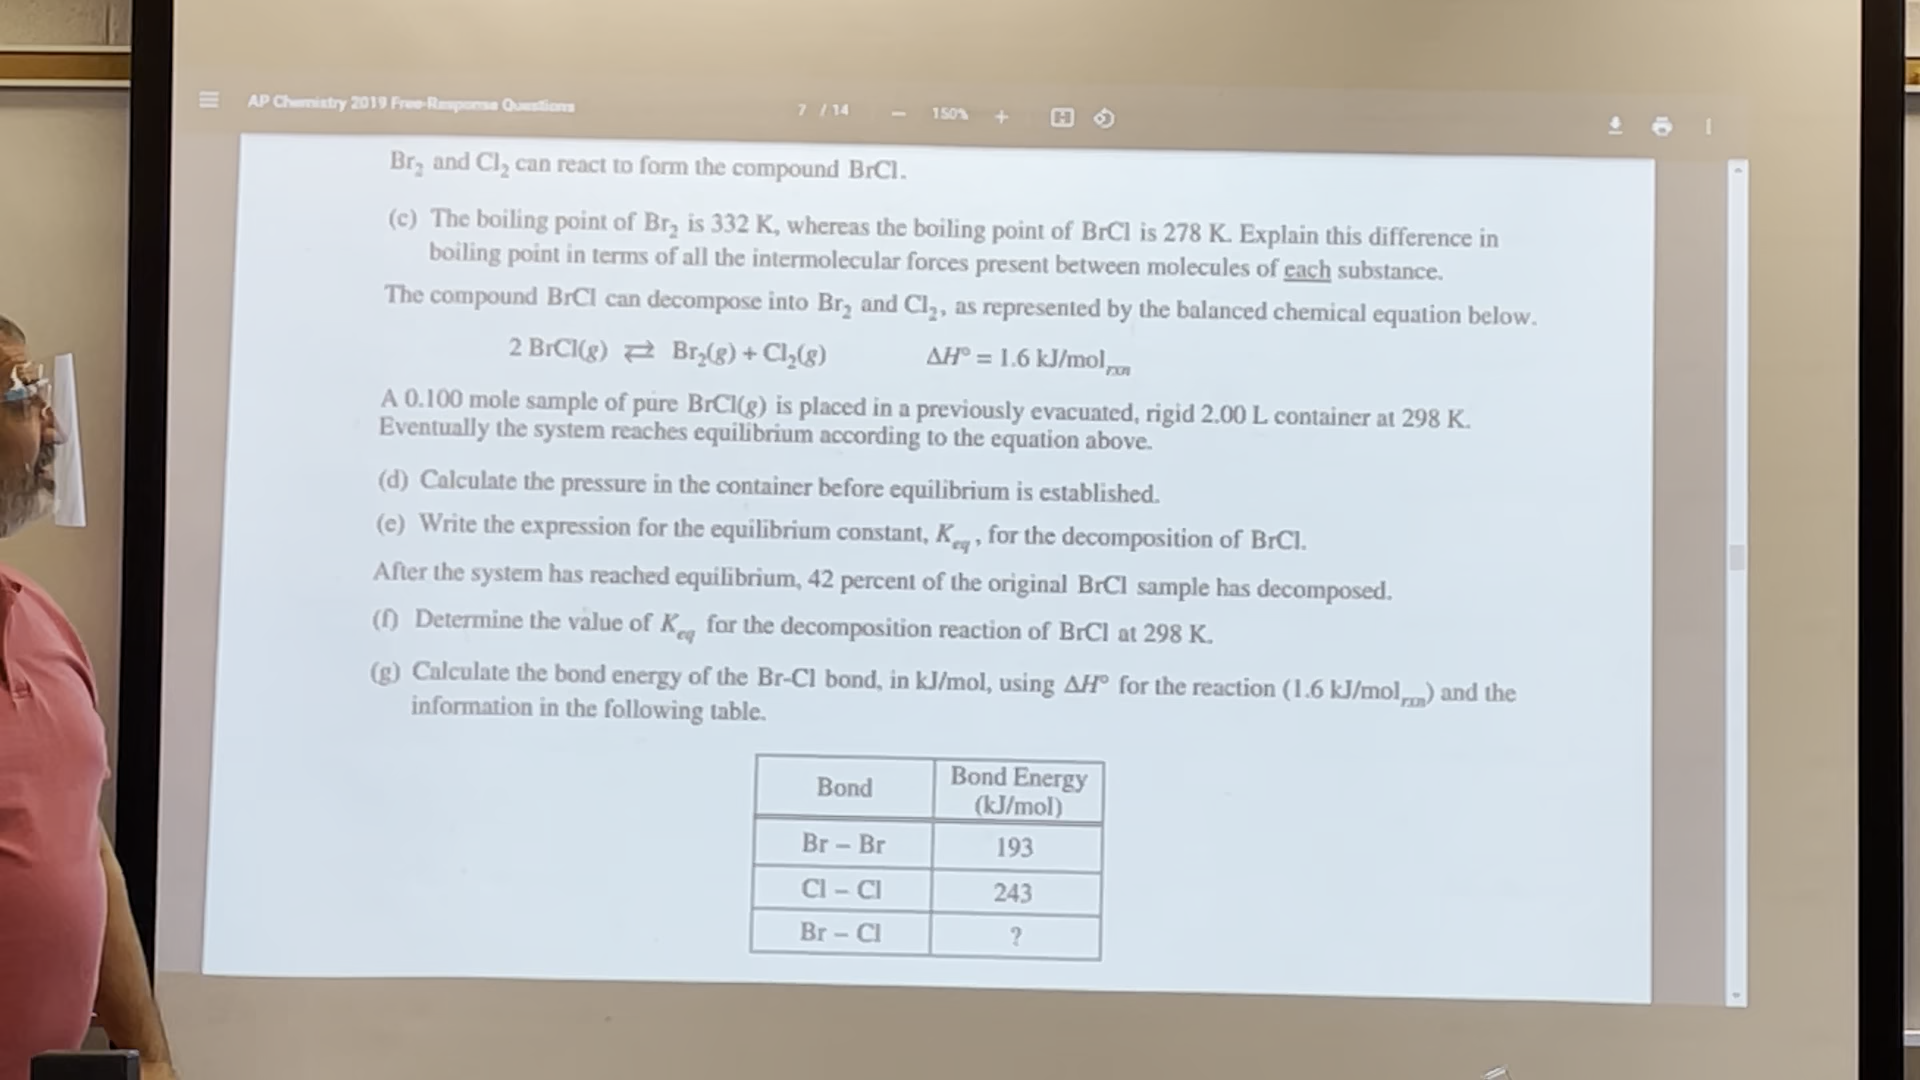 AP Chemistry 2019 Free-Response Questions
7 / 14
150%
Br₂ and Cl₂ can react to form the compound BrCl.
(c) The boiling point of Br₂ is 332 K, whereas the boiling point of BrCl is 278 K. Explain this difference in
boiling point in terms of all the intermolecular forces present between molecules of each substance.
The compound BrCl can decompose into Br₂ and Cl₂, as represented by the balanced chemical equation below.
2 BrCl(g) ⇄ Br₂(g) + Cl₂(g) ΔH° = 1.6 kJ/mol_rxn
A 0.100 mole sample of pure BrCl(g) is placed in a previously evacuated, rigid 2.00 L container at 298 K.
Eventually the system reaches equilibrium according to the equation above.
(d) Calculate the pressure in the container before equilibrium is established.
(e) Write the expression for the equilibrium constant, K_eq, for the decomposition of BrCl.
After the system has reached equilibrium, 42 percent of the original BrCl sample has decomposed.
(f) Determine the value of K_eq for the decomposition reaction of BrCl at 298 K.
(g) Calculate the bond energy of the Br-Cl bond, in kJ/mol, using ΔH° for the reaction (1.6 kJ/mol_rxn) and the
information in the following table.
Bond Bond Energy
(kJ/mol)
Br – Br 193
Cl – Cl 243
Br – Cl ?